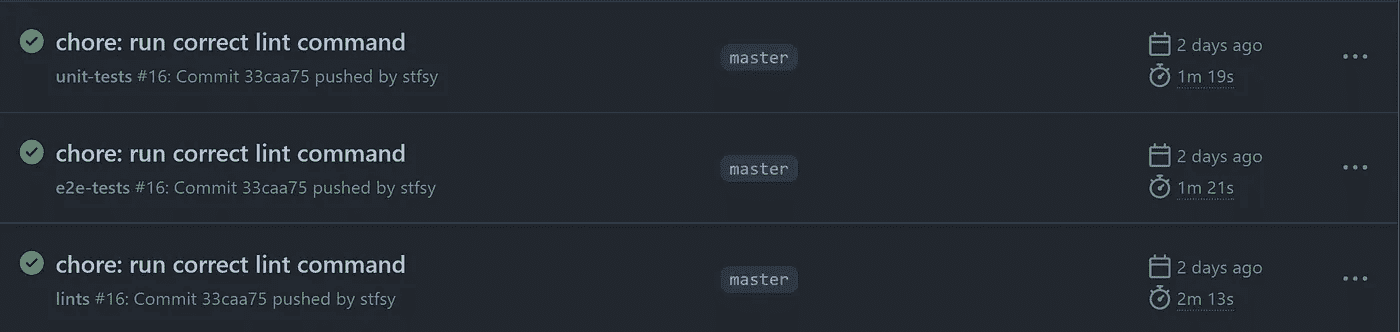 chore: run correct lint command
unit-tests #16: Commit 33caa75 pushed by stfsy
master
2 days ago
1m 19s
chore: run correct lint command
e2e-tests #16: Commit 33caa75 pushed by stfsy
master
2 days ago
1m 21s
chore: run correct lint command
lints #16: Commit 33caa75 pushed by stfsy
master
2 days ago
2m 13s